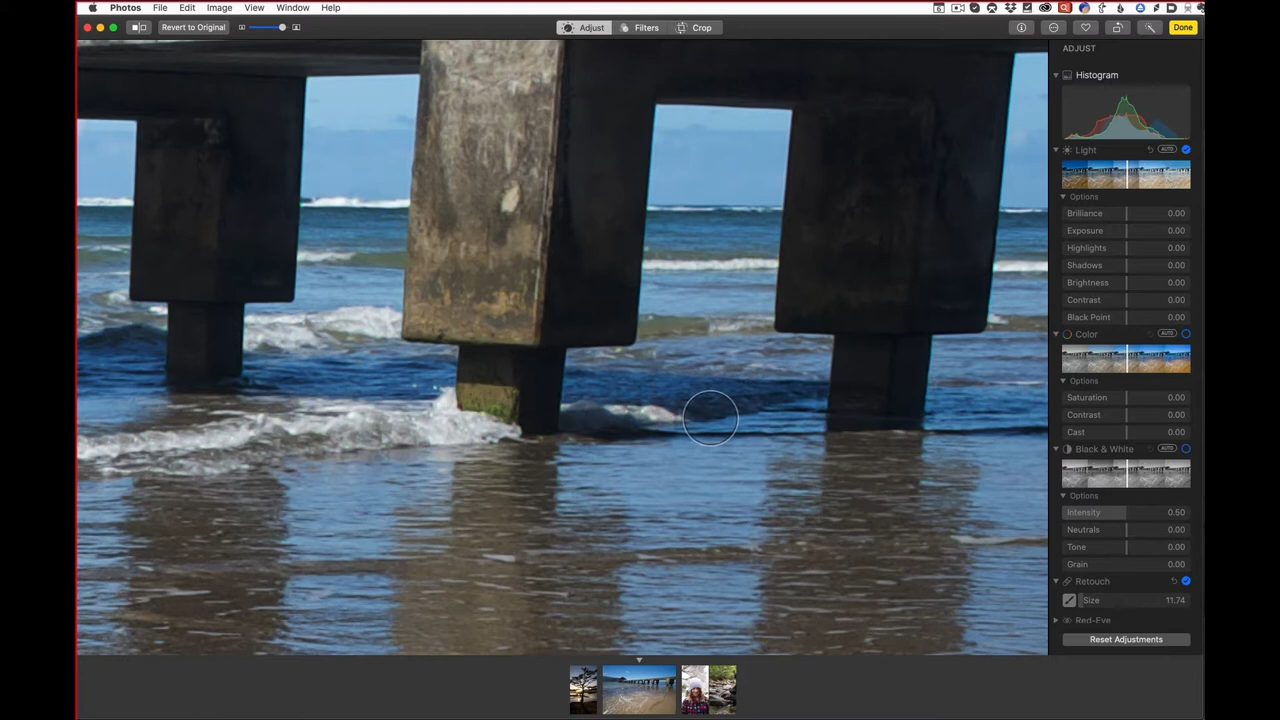 Photos File Edit Image View Window Help
Revert to Original Adjust Filters Crop Done
ADJUST
Histogram
Light AUTO
Options
Brilliance 0.00
Exposure 0.00
Highlights 0.00
Shadows 0.00
Brightness 0.00
Contrast 0.00
Black Point 0.00
Color AUTO
Options
Saturation 0.00
Contrast 0.00
Cast 0.00
Black & White AUTO
Options
Intensity 0.50
Neutrals 0.00
Tone 0.00
Grain 0.00
Retouch
Size 11.74
Red-Eye
Reset Adjustments